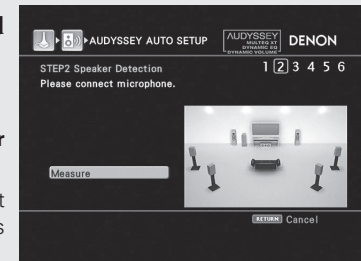 d
AUDYSSEY AUTO SETUP
AUDYSSEY
MULTEQ XT
DYNAMIC EQ
DYNAMIC VOLUME
DENON
STEP2 Speaker Detection
1 2 3 4 5 6
Please connect microphone.
r
Measure
t
s
RETURN Cancel